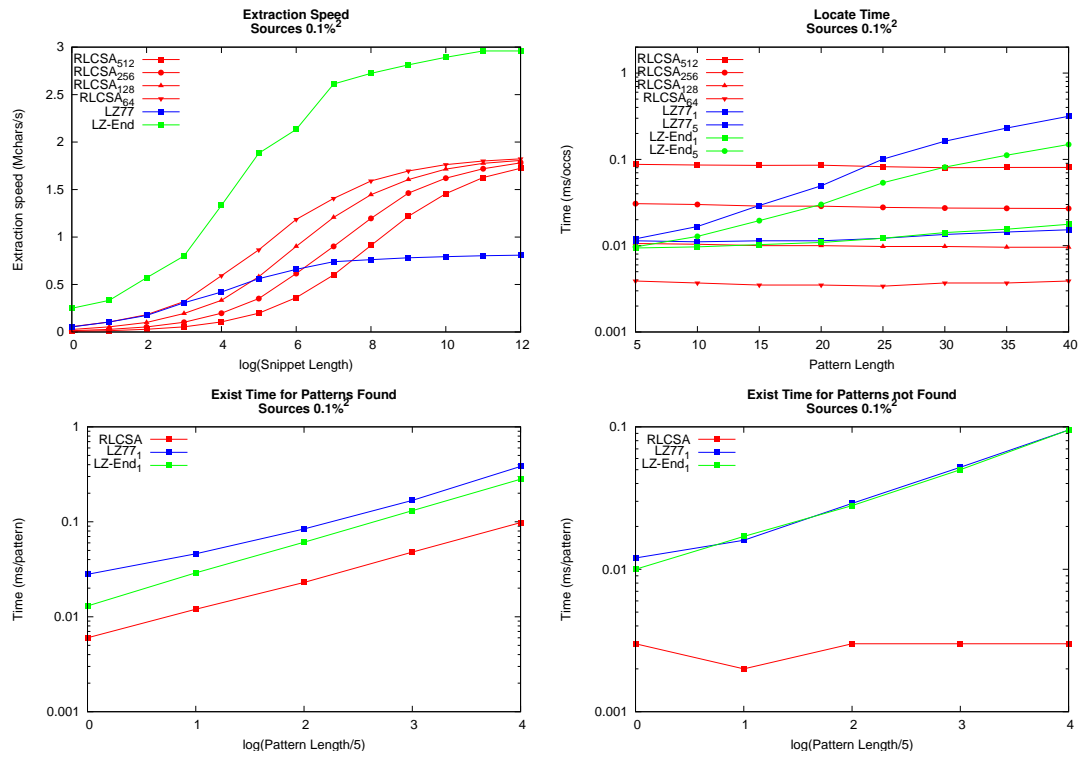 Extraction Speed
Sources 0.1%²
Extraction speed (Mchars/s)
3
2.5
2
1.5
1
0.5
0
RLCSA₅₁₂
RLCSA₂₅₆
RLCSA₁₂₈
RLCSA₆₄
LZ77
LZ-End
0 2 4 6 8 10 12
log(Snippet Length)
Locate Time
Sources 0.1%²
Time (ms/occs)
1
0.1
0.01
0.001
RLCSA₅₁₂
RLCSA₂₅₆
RLCSA₁₂₈
RLCSA₆₄
LZ77₁
LZ77₅
LZ-End₁
LZ-End₅
5 10 15 20 25 30 35 40
Pattern Length
Exist Time for Patterns Found
Sources 0.1%²
Time (ms/pattern)
1
0.1
0.01
0.001
RLCSA
LZ77₁
LZ-End₁
0 1 2 3 4
log(Pattern Length/5)
Exist Time for Patterns not Found
Sources 0.1%²
Time (ms/pattern)
0.1
0.01
0.001
RLCSA
LZ77₁
LZ-End₁
0 1 2 3 4
log(Pattern Length/5)